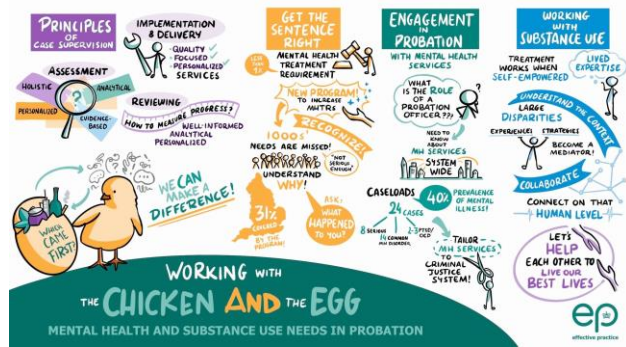 PRINCIPLES
OF
CASE SUPERVISION
IMPLEMENTATION
& DELIVERY
- QUALITY
- FOCUSED
- PERSONALIZED
SERVICES
ASSESSMENT
HOLISTIC
ANALYTICAL
PERSONALIZED
EVIDENCE-
BASED
?
REVIEWING
HOW TO MEASURE PROGRESS?
WELL-INFORMED
ANALYTICAL
PERSONALIZED
WHICH
CAME
FIRST?
WE CAN
MAKE A
DIFFERENCE!
GET THE
SENTENCE
RIGHT
LESS
THAN
MENTAL HEALTH
TREATMENT
REQUIREMENT
NEW PROGRAM!
TO INCREASE
MHTRS
RECOGNIZE!
1000s
NEEDS ARE MISSED!
"NOT
SERIOUS
ENOUGH"
UNDERSTAND
WHY!
31%
COVERED
BY THE
PROGRAM!
ASK:
WHAT
HAPPENED
TO YOU?
ENGAGEMENT
IN
PROBATION
WITH MENTAL HEALTH
SERVICES
WHAT
IS THE ROLE
OF A
PROBATION
OFFICER???
NEED TO
KNOW
ABOUT
MH SERVICES
SYSTEM
WIDE
CASELOADS
24 CASES
40%
PREVALENCE
OF MENTAL
ILLNESS!
8 SERIOUS
14 COMMON
MH DISORDER
2-3 PTSD/
OCD
TAILOR
MH SERVICES
TO
CRIMINAL
JUSTICE
SYSTEM!
WORKING
WITH
SUBSTANCE USE
TREATMENT
WORKS WHEN
SELF-EMPOWERED
LIVED
EXPERTISE
UNDERSTAND THE CONTEXT
LARGE
DISPARITIES
EXPERIENCES
STRATEGIES
BECOME A
MEDIATOR!
COLLABORATE
CONNECT ON THAT
HUMAN LEVEL
LET'S
HELP
EACH OTHER TO
LIVE OUR
BEST LIVES
WORKING WITH
THE CHICKEN AND THE EGG
MENTAL HEALTH AND SUBSTANCE USE NEEDS IN PROBATION
ep
effective practice